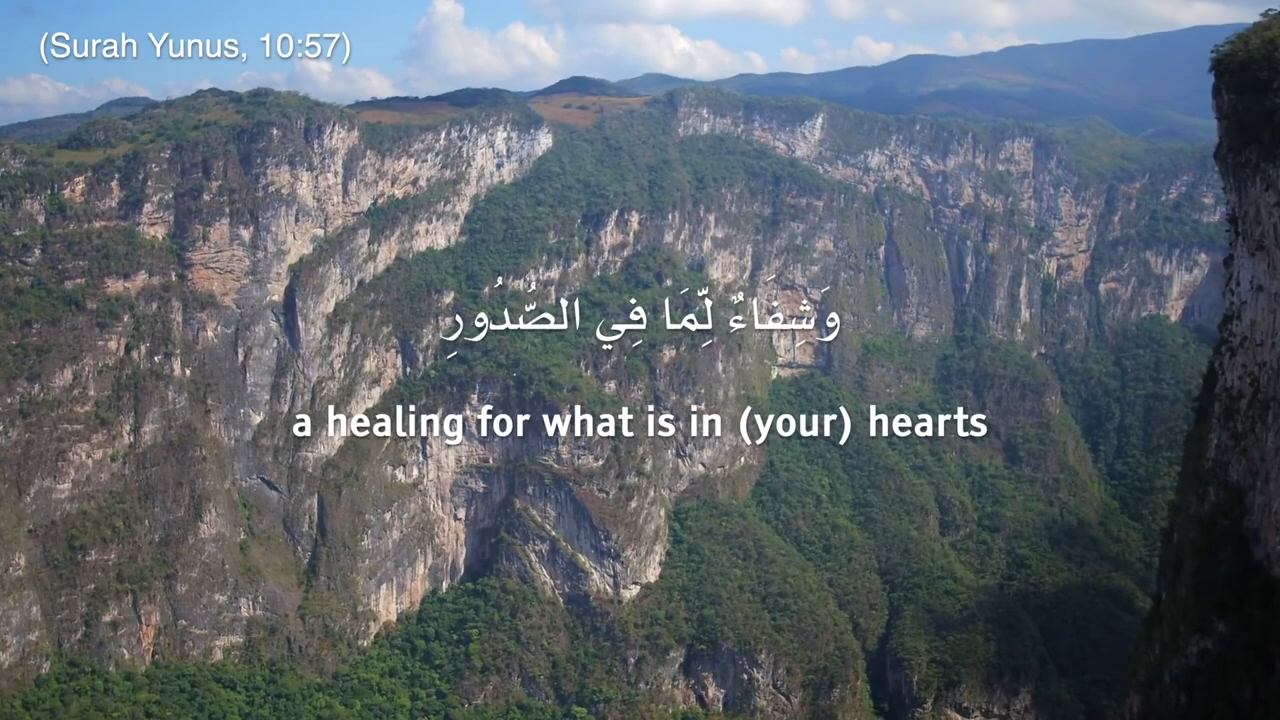 (Surah Yunus, 10:57)
وَشِفَاءٌ لِّمَا فِي الصُّدُورِ
a healing for what is in (your) hearts